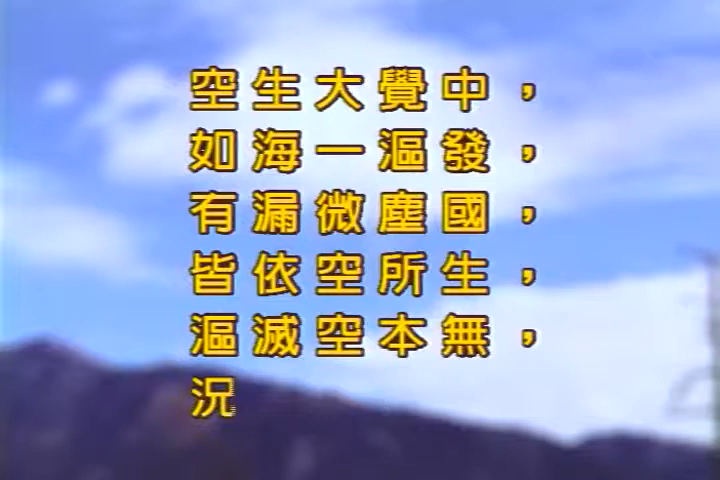 空生大覺中，
如海一漚發，
有漏微塵國，
皆依空所生，
漚滅空本無，
況